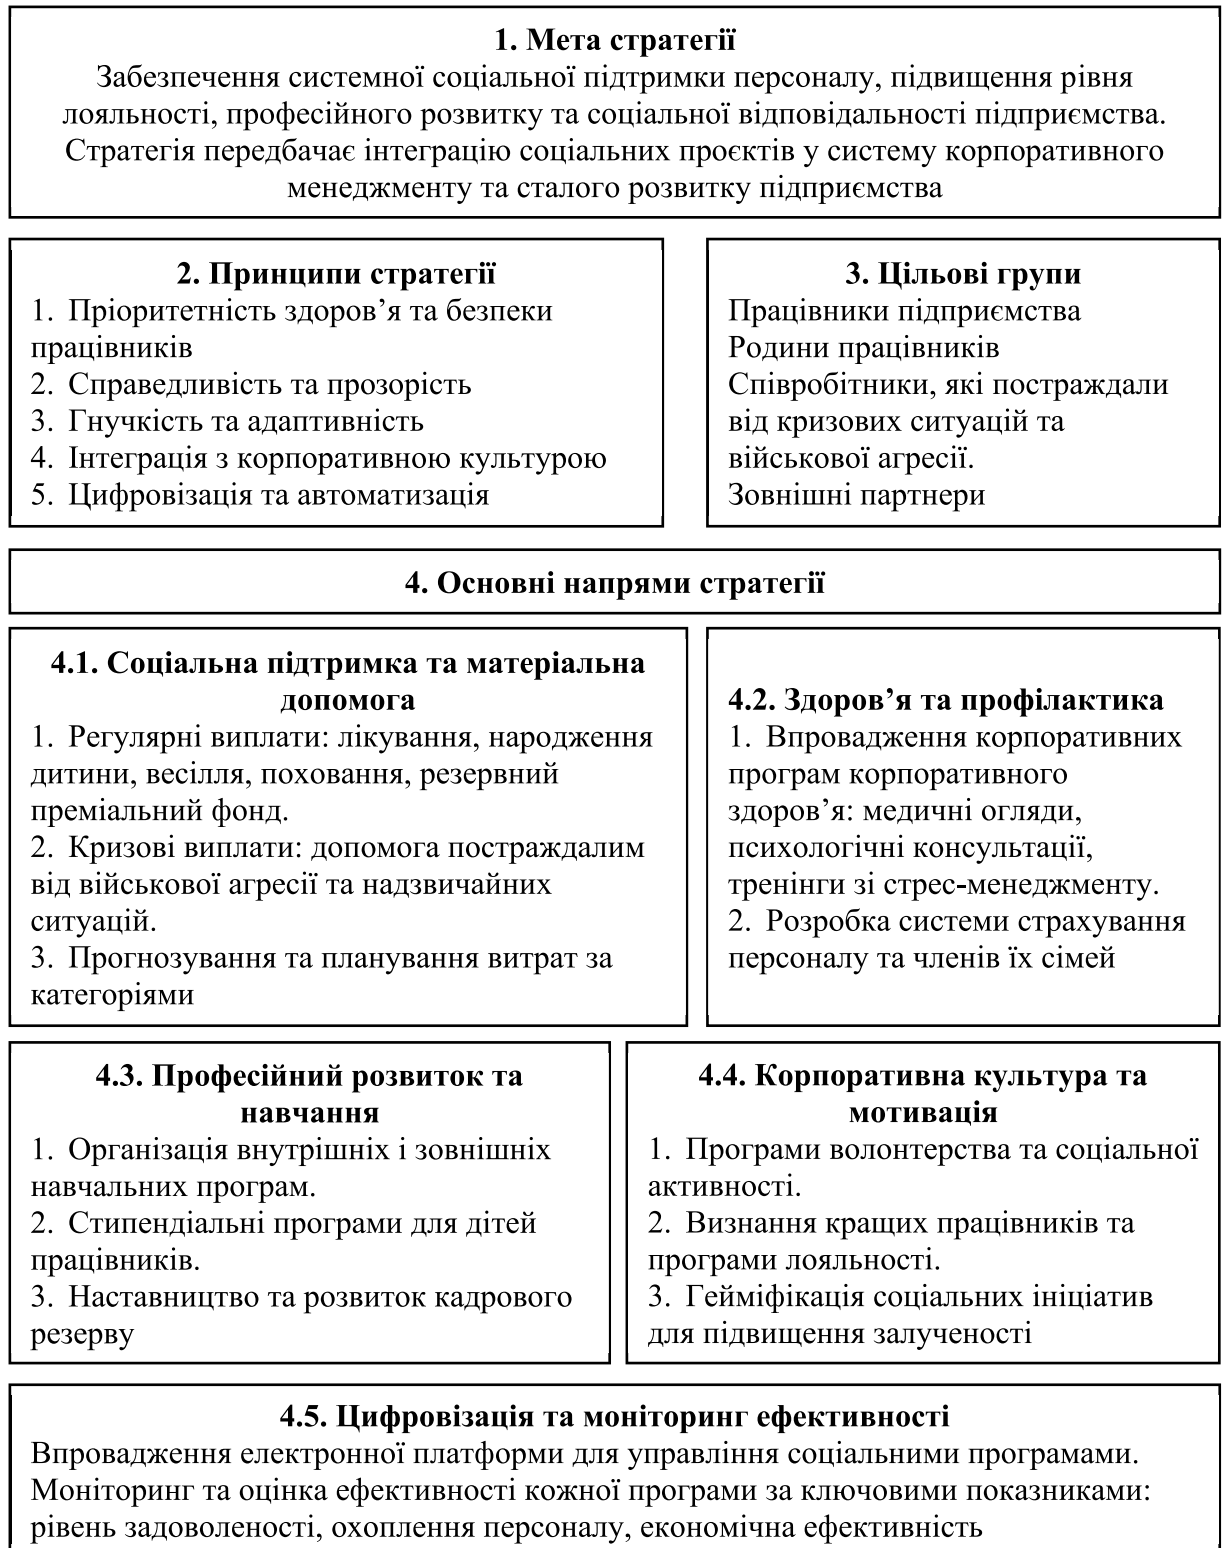 1. Мета стратегії
Забезпечення системної соціальної підтримки персоналу, підвищення рівня
лояльності, професійного розвитку та соціальної відповідальності підприємства.
Стратегія передбачає інтеграцію соціальних проєктів у систему корпоративного
менеджменту та сталого розвитку підприємства
2. Принципи стратегії
1. Пріоритетність здоров’я та безпеки
працівників
2. Справедливість та прозорість
3. Гнучкість та адаптивність
4. Інтеграція з корпоративною культурою
5. Цифровізація та автоматизація
3. Цільові групи
Працівники підприємства
Родини працівників
Співробітники, які постраждали
від кризових ситуацій та
військової агресії.
Зовнішні партнери
4. Основні напрями стратегії
4.1. Соціальна підтримка та матеріальна
допомога
1. Регулярні виплати: лікування, народження
дитини, весілля, поховання, резервний
преміальний фонд.
2. Кризові виплати: допомога постраждалим
від військової агресії та надзвичайних
ситуацій.
3. Прогнозування та планування витрат за
категоріями
4.2. Здоров’я та профілактика
1. Впровадження корпоративних
програм корпоративного
здоров’я: медичні огляди,
психологічні консультації,
тренінги зі стрес-менеджменту.
2. Розробка системи страхування
персоналу та членів їх сімей
4.3. Професійний розвиток та
навчання
1. Організація внутрішніх і зовнішніх
навчальних програм.
2. Стипендіальні програми для дітей
працівників.
3. Наставництво та розвиток кадрового
резерву
4.4. Корпоративна культура та
мотивація
1. Програми волонтерства та соціальної
активності.
2. Визнання кращих працівників та
програми лояльності.
3. Гейміфікація соціальних ініціатив
для підвищення залученості
4.5. Цифровізація та моніторинг ефективності
Впровадження електронної платформи для управління соціальними програмами.
Моніторинг та оцінка ефективності кожної програми за ключовими показниками:
рівень задоволеності, охоплення персоналу, економічна ефективність